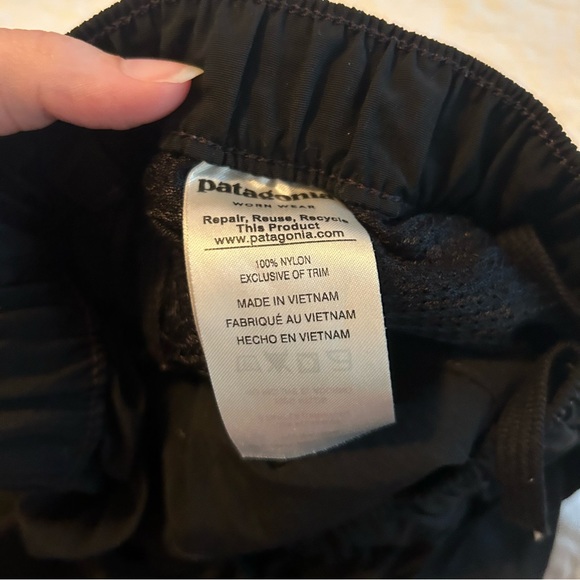 patagonia
WORN WEAR
Repair, Reuse, Recycle
This Product
www.patagonia.com
100% NYLON
EXCLUSIVE OF TRIM
MADE IN VIETNAM
FABRIQUÉ AU VIETNAM
HECHO EN VIETNAM